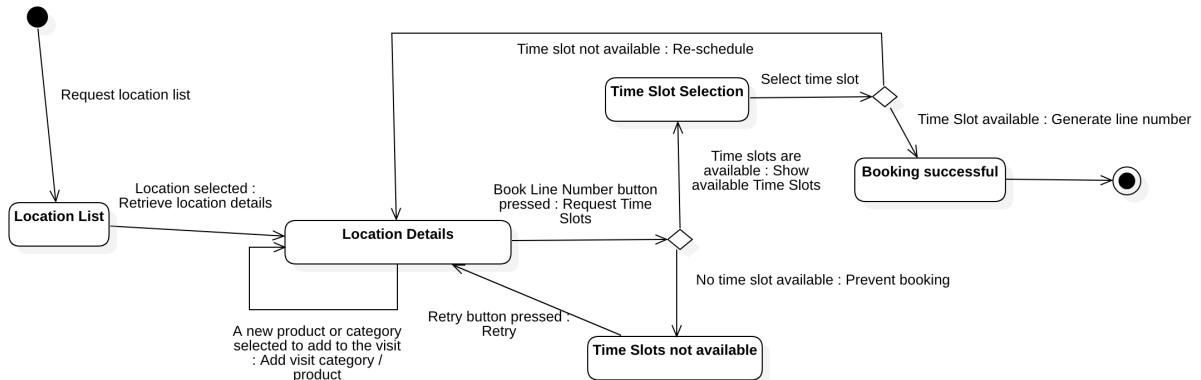 Time slot not available : Re-schedule
Select time slot
Time Slot Selection
Request location list
Time Slot available : Generate line number
Time slots are
available : Show
available Time Slots
Booking successful
Location selected :
Retrieve location details
Book Line Number button
pressed : Request Time
Slots
Location List
Location Details
No time slot available : Prevent booking
Retry button pressed :
Retry
A new product or category
selected to add to the visit
: Add visit category /
product
Time Slots not available